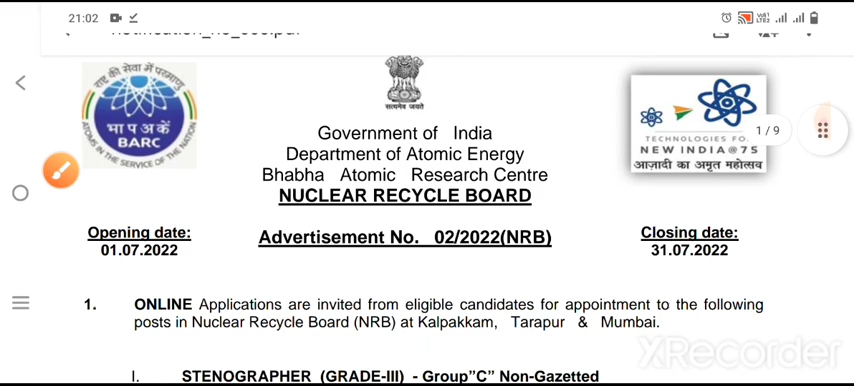 21:02
राष्ट्र की सेवा में परमाणु
भा प अ कें
BARC
ATOMS IN THE SERVICE OF THE NATION
सत्यमेव जयते
TECHNOLOGIES FO
NEW INDIA@75
आज़ादी का अमृत महोत्सव
1 / 9
Government of India
Department of Atomic Energy
Bhabha Atomic Research Centre
NUCLEAR RECYCLE BOARD
Opening date:
01.07.2022
Advertisement No. 02/2022(NRB)
Closing date:
31.07.2022
1. ONLINE Applications are invited from eligible candidates for appointment to the following
posts in Nuclear Recycle Board (NRB) at Kalpakkam, Tarapur & Mumbai.
I. STENOGRAPHER (GRADE-III) - Group"C" Non-Gazetted
XRecorder